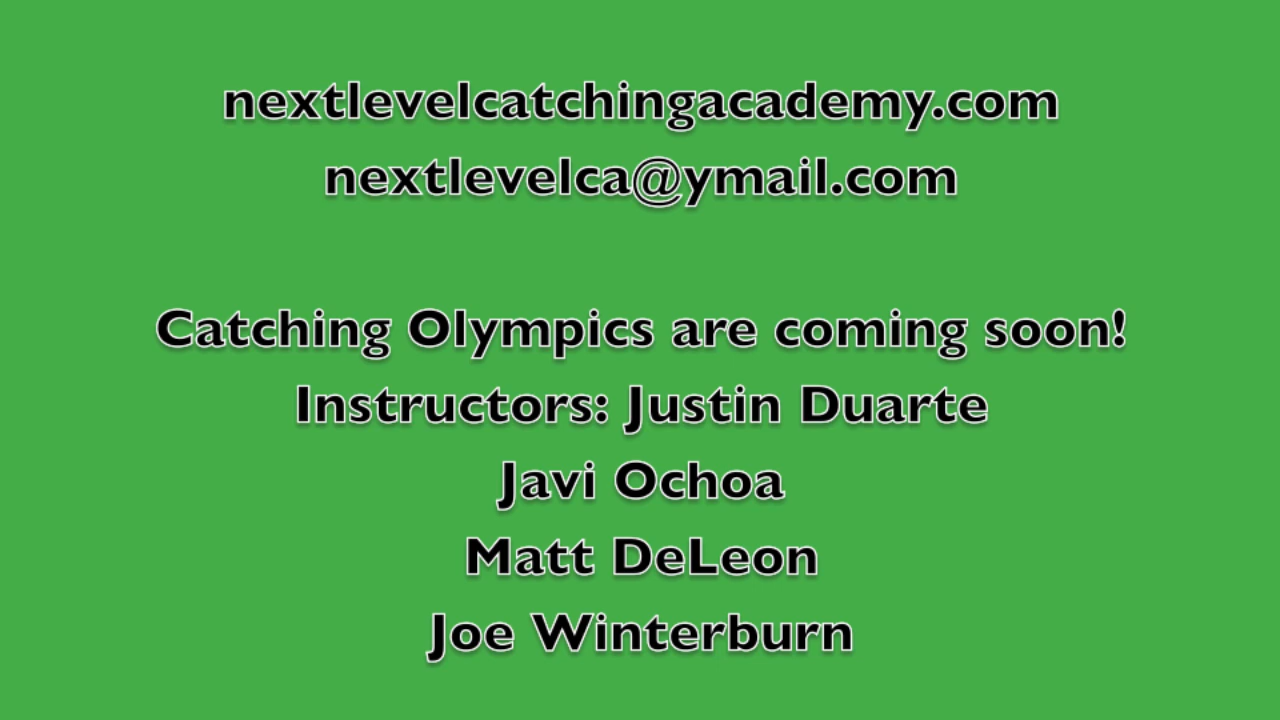 nextlevelcatchingacademy.com
nextlevelca@ymail.com
Catching Olympics are coming soon!
Instructors: Justin Duarte
Javi Ochoa
Matt DeLeon
Joe Winterburn